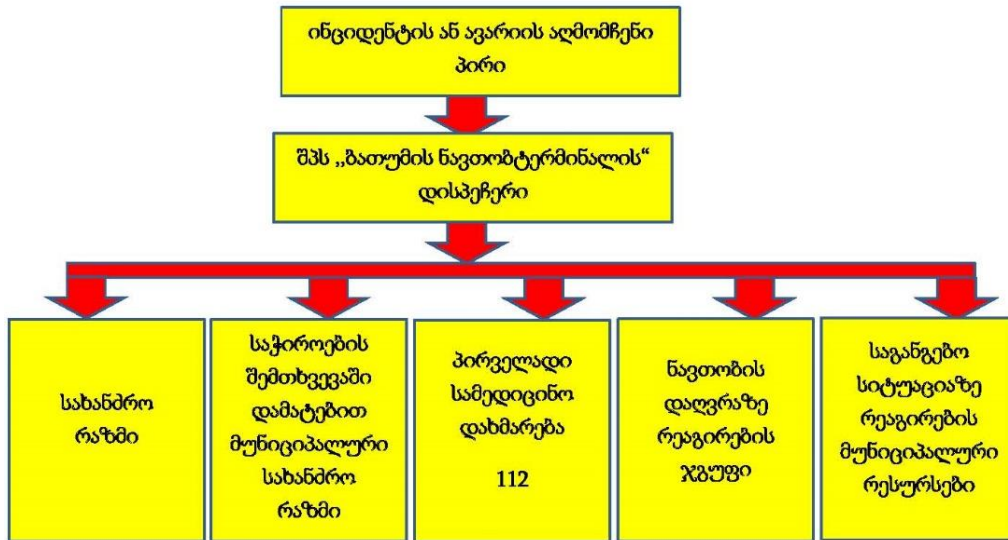 ინციდენტის ან ავარიის აღმომჩენი
პირი
შპს ,,ბათუმის ნავთობტერმინალის“
დისპეჩერი
სახანძრო
რაზმი
საჭიროების
შემთხვევაში
დამატებით
მუნიციპალური
სახანძრო
რაზმი
პირველადი
სამედიცინო
დახმარება
112
ნავთობის
დაღვრაზე
რეაგირების
ჯგუფი
საგანგებო
სიტუაციაზე
რეაგირების
მუნიციპალური
რესურსები